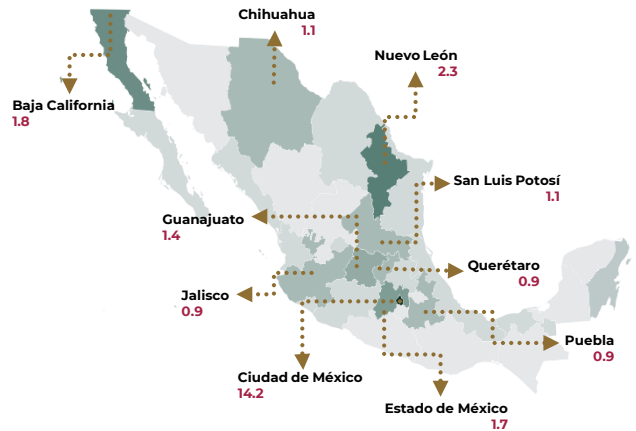 Chihuahua
1.1
Nuevo León
2.3
Baja California
1.8
San Luis Potosí
1.1
Guanajuato
1.4
Querétaro
0.9
Jalisco
0.9
Puebla
0.9
Ciudad de México
14.2
Estado de México
1.7